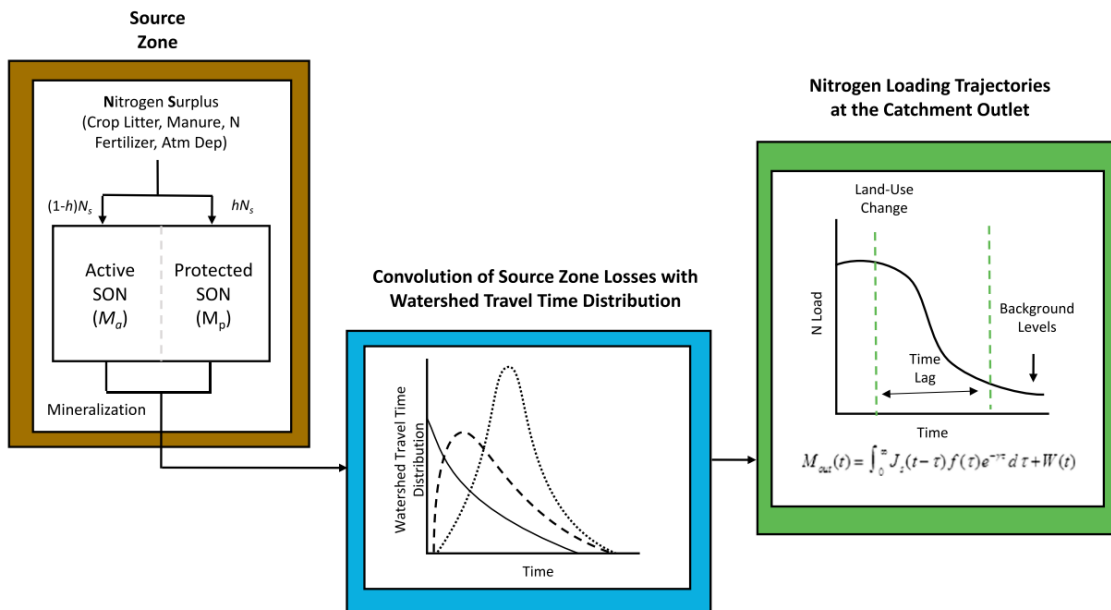 Source
Zone
Nitrogen Surplus
(Crop Litter, Manure, N
Fertilizer, Atm Dep)
(1-h)Nₛ
hNₛ
Active
SON
(Mₐ)
Protected
SON
(Mₚ)
Mineralization
Convolution of Source Zone Losses with
Watershed Travel Time Distribution
Watershed Travel Time
Distribution
Time
Nitrogen Loading Trajectories
at the Catchment Outlet
Land-Use
Change
N Load
Background
Levels
Time
Lag
Time
M_out(t) = ∫₀^∞ Jₛ(t−τ) f(τ)e^{−γτ} dτ + W(t)